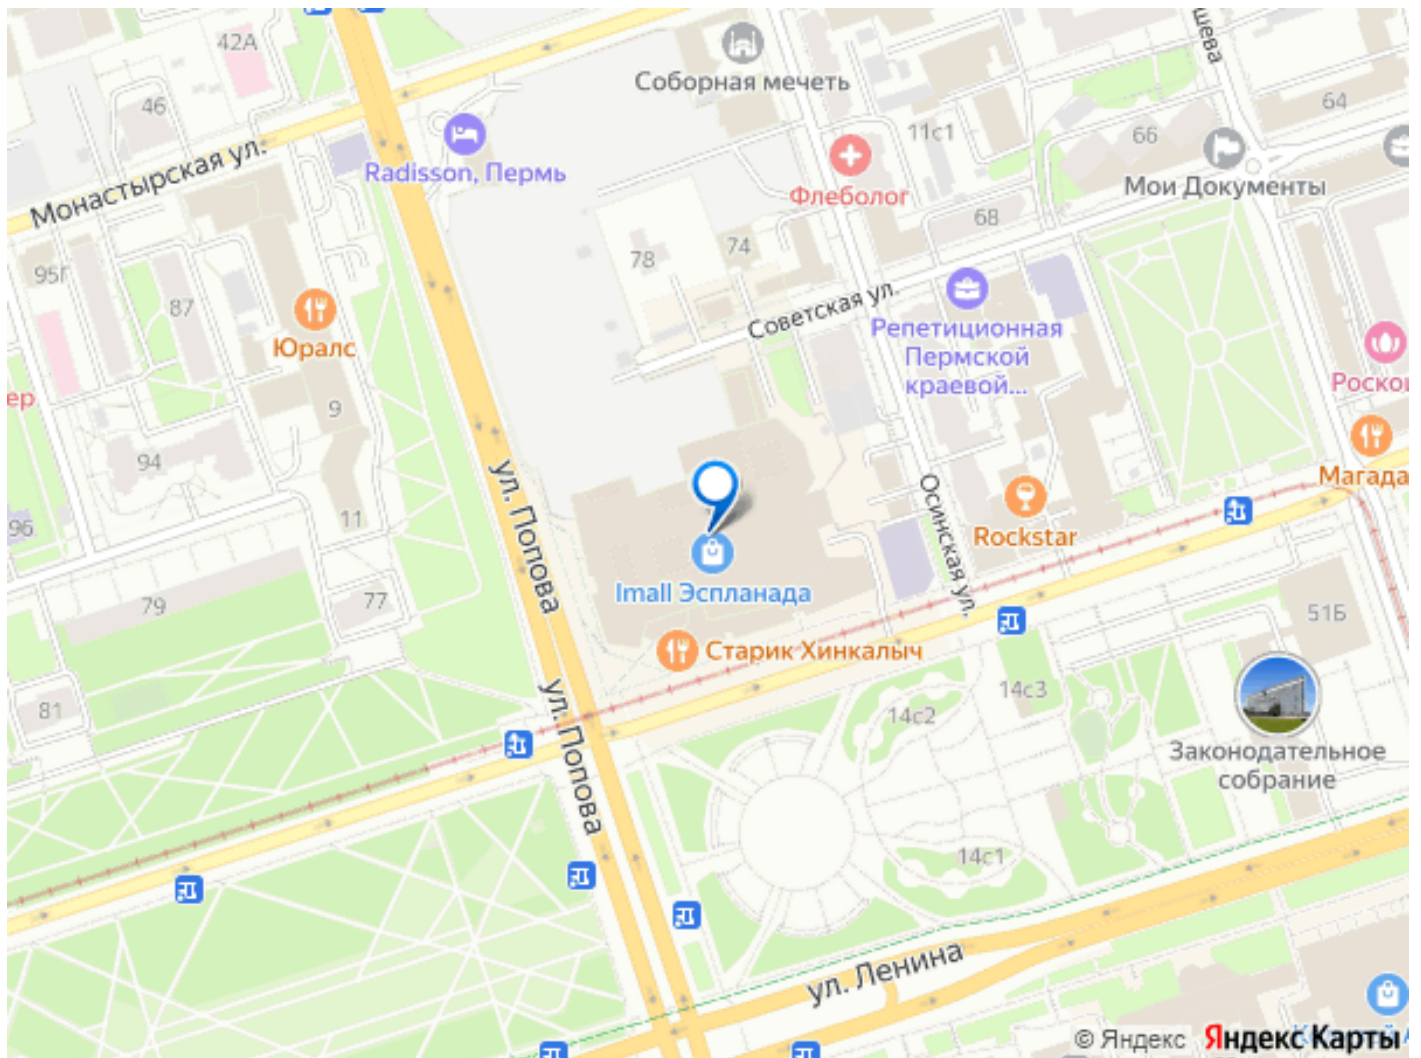 42А
Соборная мечеть
шева
46
64
11с1
66
Флеболог
Radisson, Пермь
Мои Документы
Монастырская ул.
68
74
78
95Г
87
Советская ул.
Юралс
Репетиционная
Пермской
краевой...
ер
9
94
Магада
Осинская ул.
Rockstar
ул. Попова
11
96
Imall Эспланада
79
77
51Б
Старик Хинкалыч
14с3
14с2
81
ул. Попова
Законодательное
собрание
14с1
ул. Ленина
© Яндекс
Яндекс Карты